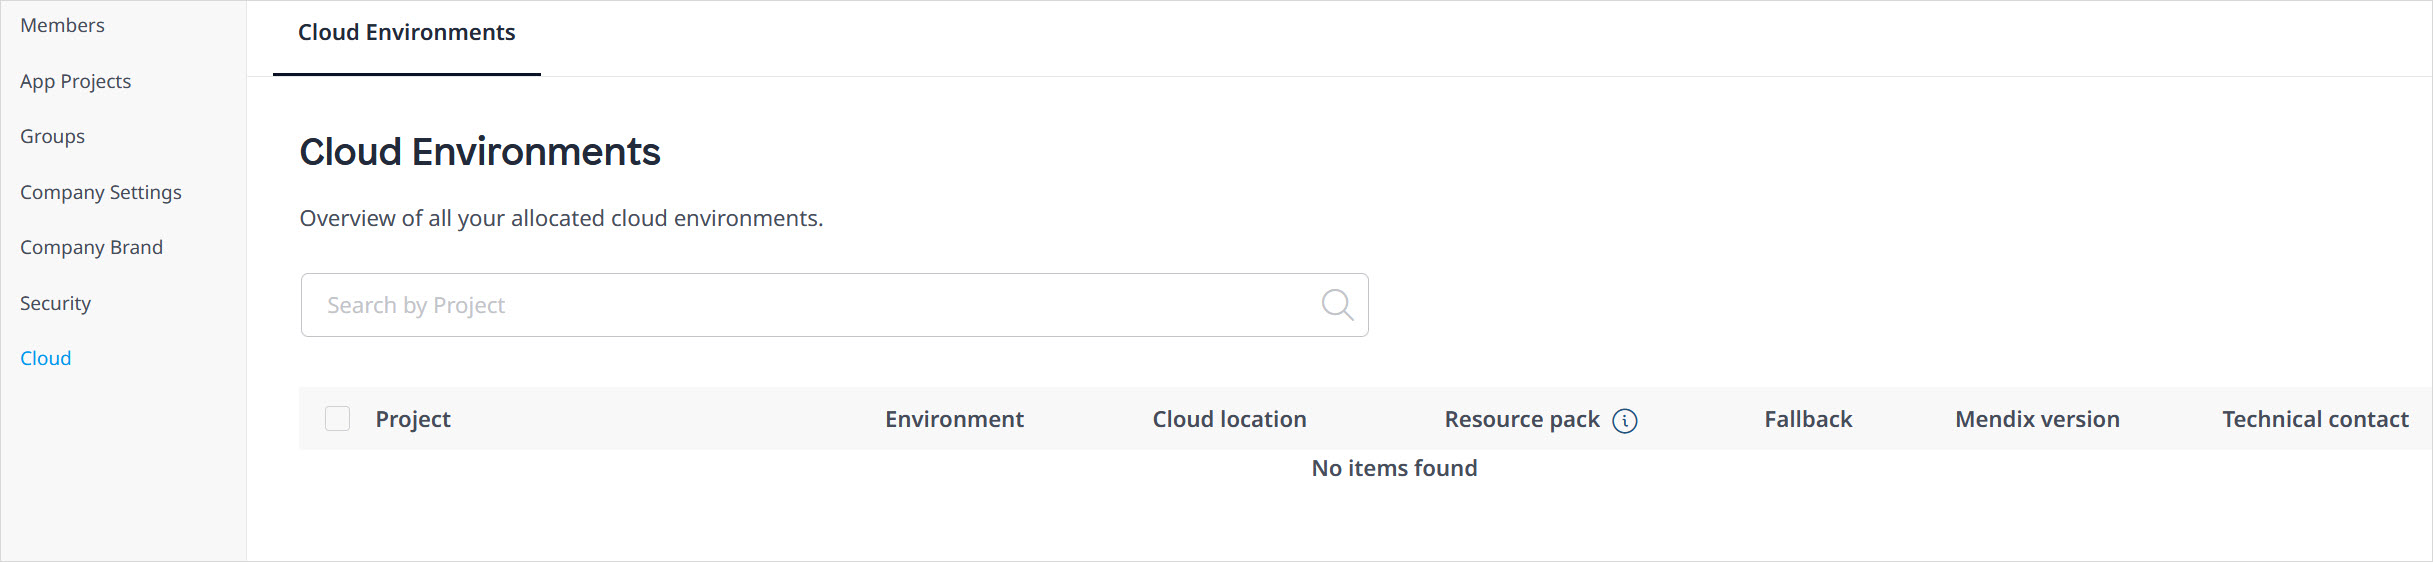 Members
App Projects
Groups
Company Settings
Company Brand
Security
Cloud
Cloud Environments
Cloud Environments
Overview of all your allocated cloud environments.
Search by Project
Project Environment Cloud location Resource pack Fallback Mendix version Technical contact
No items found